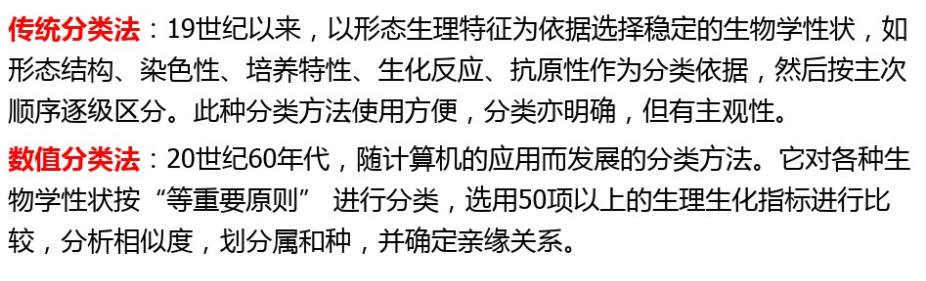 传统分类法：19世纪以来，以形态生理特征为依据选择稳定的生物学性状，如
形态结构、染色性、培养特性、生化反应、抗原性作为分类依据，然后按主次
顺序逐级区分。此种分类方法使用方便，分类亦明确，但有主观性。
数值分类法：20世纪60年代，随计算机的应用而发展的分类方法。它对各种生
物学性状按“等重要原则” 进行分类，选用50项以上的生理生化指标进行比
较，分析相似度，划分属和种，并确定亲缘关系。